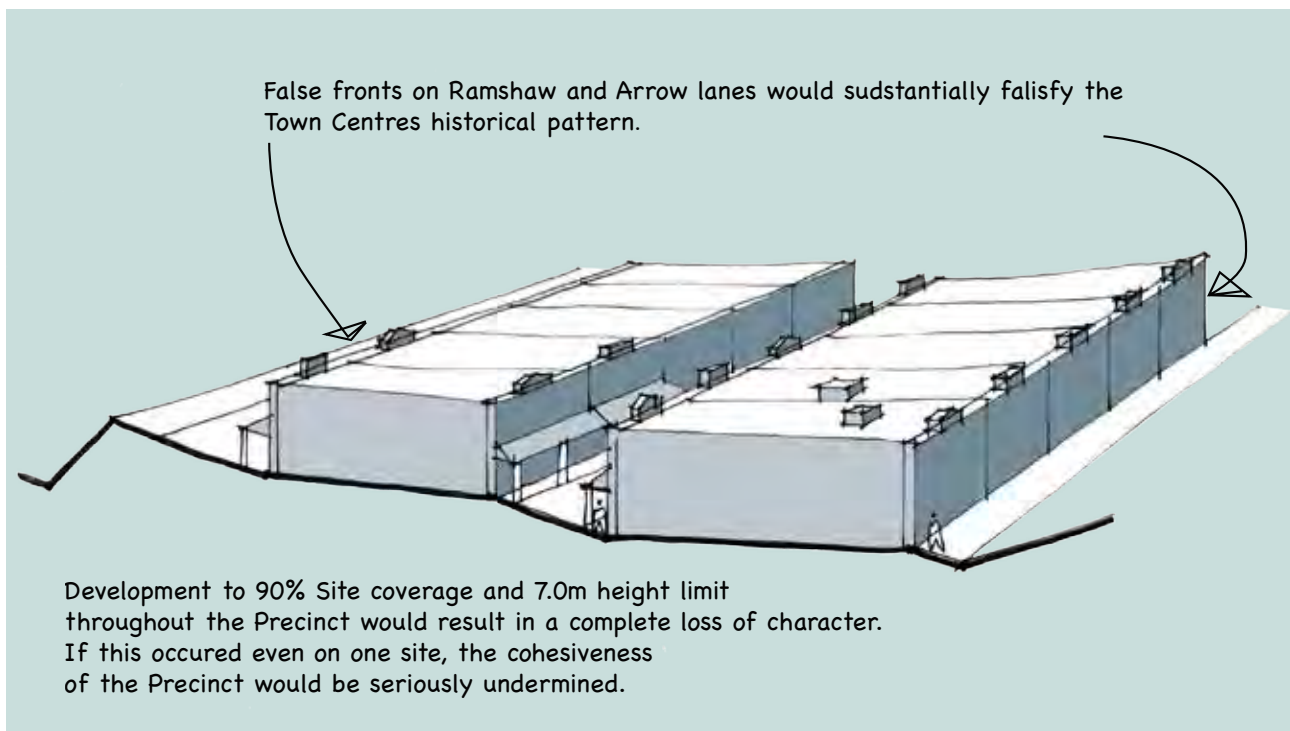 False fronts on Ramshaw and Arrow lanes would sudstantially falisfy the
Town Centres historical pattern.
Development to 90% Site coverage and 7.0m height limit
throughout the Precinct would result in a complete loss of character.
If this occured even on one site, the cohesiveness
of the Precinct would be seriously undermined.